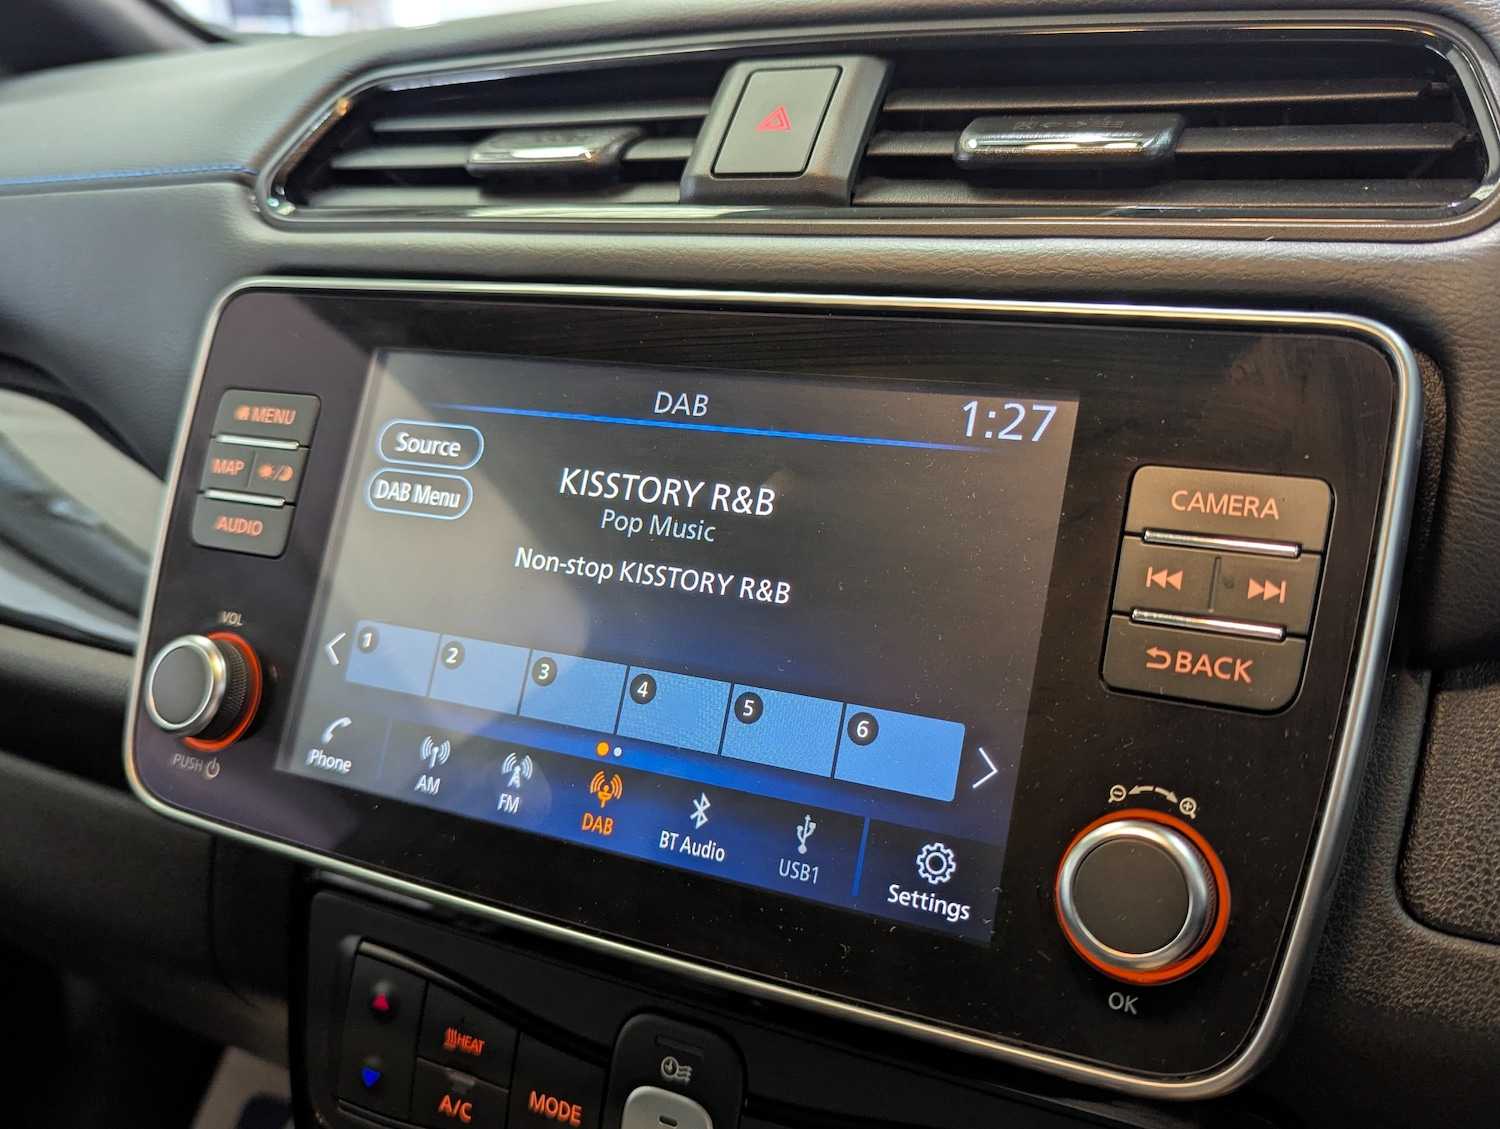 DAB
1:27
Source
DAB Menu
KISSTORY R&B
Pop Music
Non-stop KISSTORY R&B
1 2 3 4 5 6
Phone
AM
FM
DAB
BT Audio
USB1
Settings
MENU
MAP
AUDIO
VOL
PUSH
CAMERA
BACK
OK
HEAT
A/C
MODE